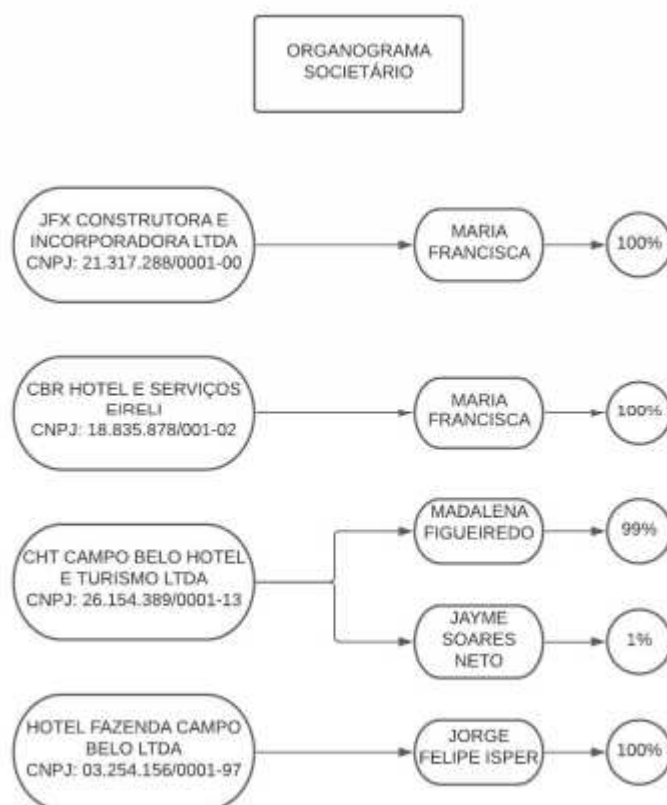 ORGANOGRAMA
SOCIETÁRIO
JFX CONSTRUTORA E
INCORPORADORA LTDA
CNPJ: 21.317.288/0001-00
MARIA
FRANCISCA
100%
CBR HOTEL E SERVIÇOS
EIRELI
CNPJ: 18.835.878/001-02
MARIA
FRANCISCA
100%
CHT CAMPO BELO HOTEL
E TURISMO LTDA
CNPJ: 26.154.389/0001-13
MADALENA
FIGUEIREDO
99%
JAYME
SOARES
NETO
1%
HOTEL FAZENDA CAMPO
BELO LTDA
CNPJ: 03.254.156/0001-97
JORGE
FELIPE ISPER
100%